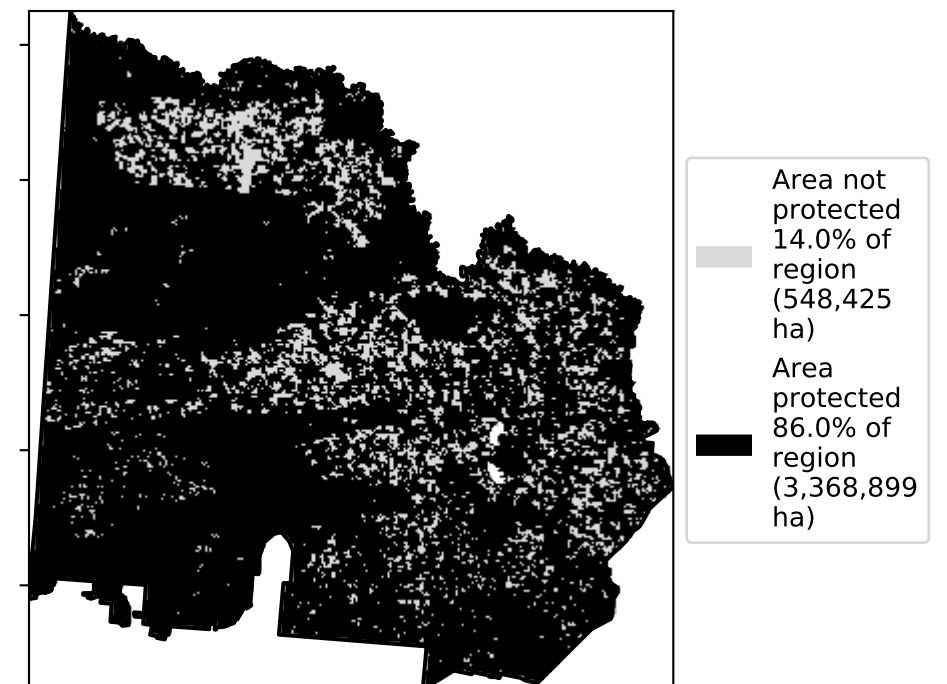 Area not
protected
14.0% of
region
(548,425
ha)
Area
protected
86.0% of
region
(3,368,899
ha)